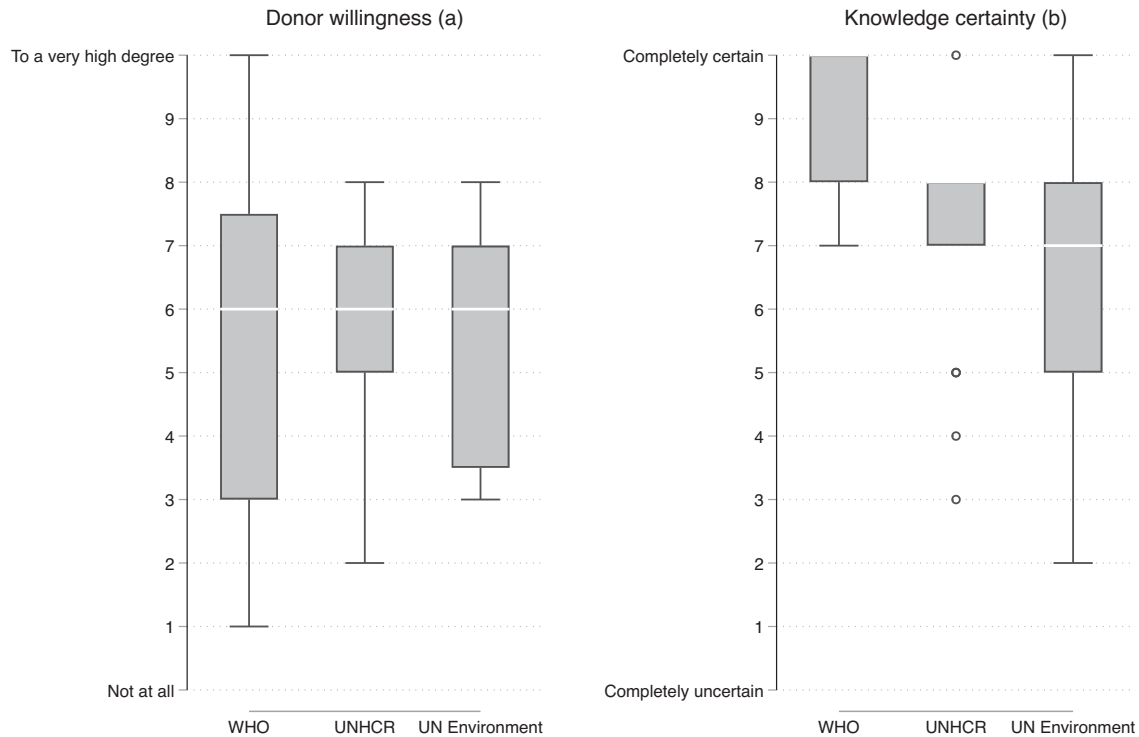 Donor willingness (a)
To a very high degree
9
8
7
6
5
4
3
2
1
Not at all
WHO UNHCR UN Environment
Knowledge certainty (b)
Completely certain
9
8
7
6
5
4
3
2
1
Completely uncertain
WHO UNHCR UN Environment